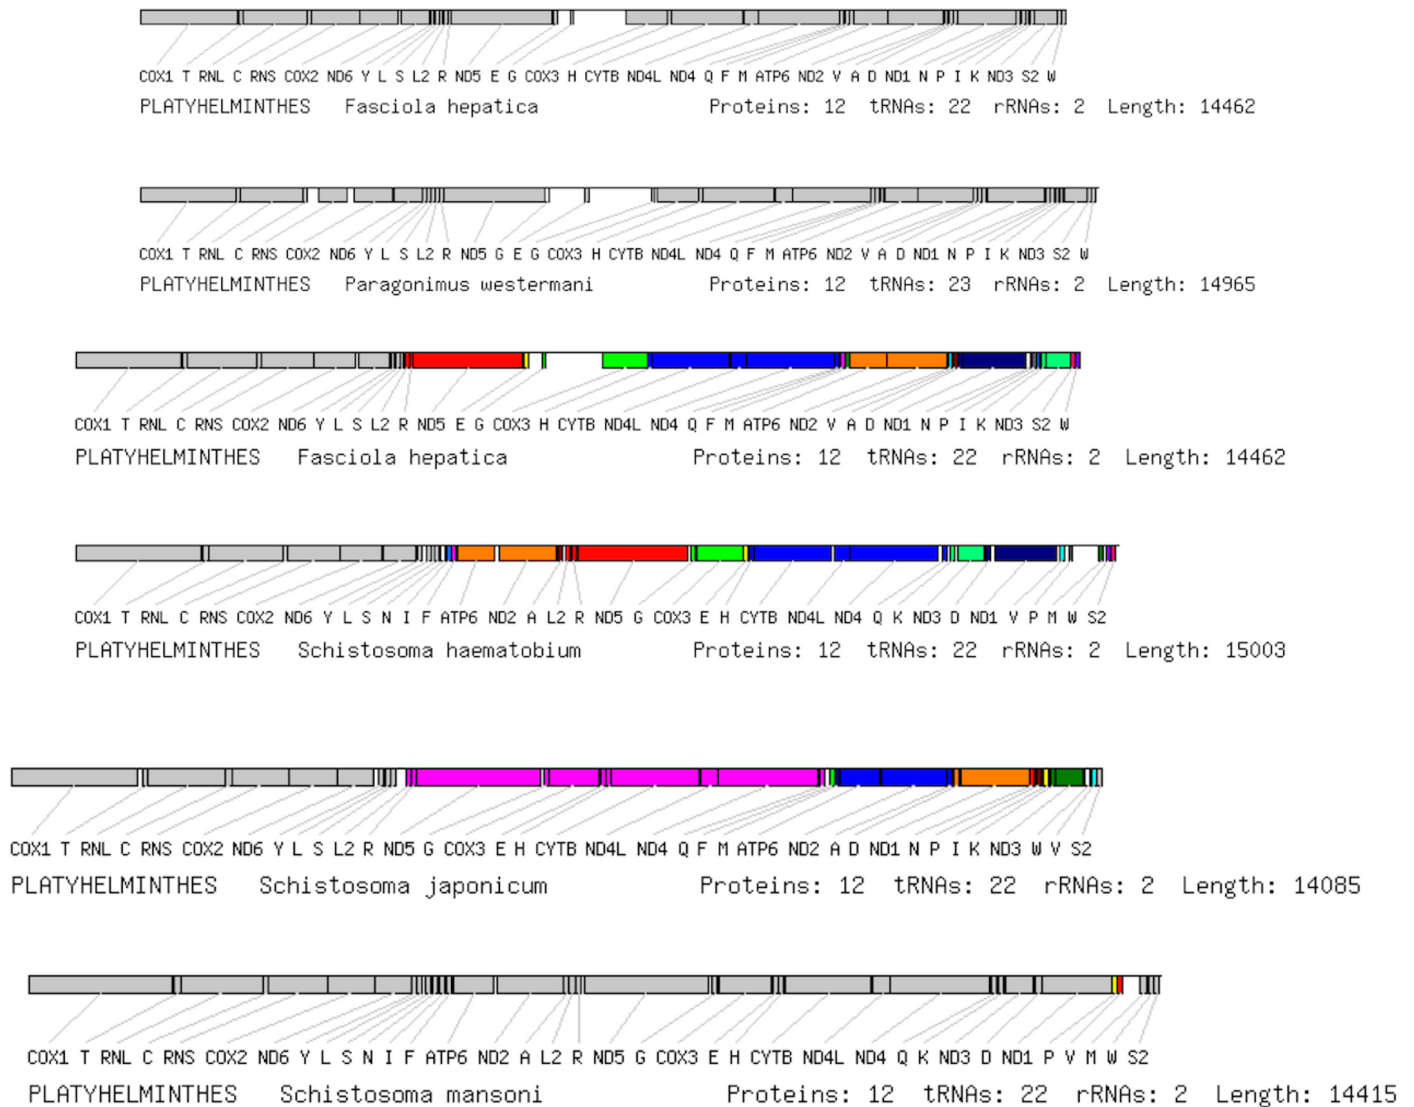 COX1 T RNL C RNS COX2 ND6 Y L S L2 R ND5 E G COX3 H CYTB ND4L ND4 Q F M ATP6 ND2 V A D ND1 N P I K ND3 S2 W
PLATYHELMINTHES Fasciola hepatica Proteins: 12 tRNAs: 22 rRNAs: 2 Length: 14462
COX1 T RNL C RNS COX2 ND6 Y L S L2 R ND5 G E G COX3 H CYTB ND4L ND4 Q F M ATP6 ND2 V A D ND1 N P I K ND3 S2 W
PLATYHELMINTHES Paragonimus westermani Proteins: 12 tRNAs: 23 rRNAs: 2 Length: 14965
COX1 T RNL C RNS COX2 ND6 Y L S L2 R ND5 E G COX3 H CYTB ND4L ND4 Q F M ATP6 ND2 V A D ND1 N P I K ND3 S2 W
PLATYHELMINTHES Fasciola hepatica Proteins: 12 tRNAs: 22 rRNAs: 2 Length: 14462
COX1 T RNL C RNS COX2 ND6 Y L S N I F ATP6 ND2 A L2 R ND5 G COX3 E H CYTB ND4L ND4 Q K ND3 D ND1 V P M W S2
PLATYHELMINTHES Schistosoma haematobium Proteins: 12 tRNAs: 22 rRNAs: 2 Length: 15003
COX1 T RNL C RNS COX2 ND6 Y L S L2 R ND5 G COX3 E H CYTB ND4L ND4 Q F M ATP6 ND2 A D ND1 N P I K ND3 W V S2
PLATYHELMINTHES Schistosoma japonicum Proteins: 12 tRNAs: 22 rRNAs: 2 Length: 14085
COX1 T RNL C RNS COX2 ND6 Y L S N I F ATP6 ND2 A L2 R ND5 G COX3 E H CYTB ND4L ND4 Q K ND3 D ND1 P V M W S2
PLATYHELMINTHES Schistosoma mansoni Proteins: 12 tRNAs: 22 rRNAs: 2 Length: 14415